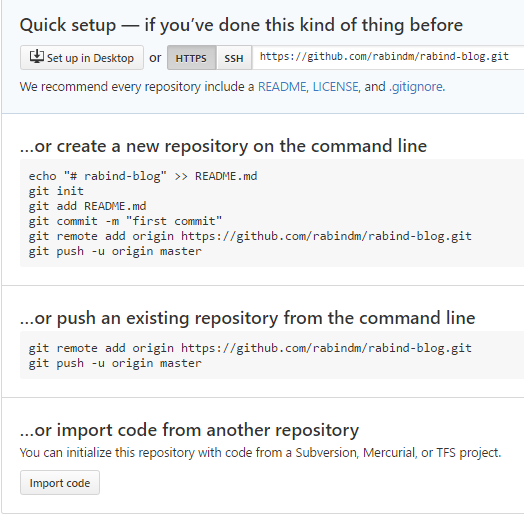 Quick setup — if you’ve done this kind of thing before
Set up in Desktop or HTTPS SSH https://github.com/rabindm/rabind-blog.git
We recommend every repository include a README, LICENSE, and .gitignore.
…or create a new repository on the command line
echo "# rabind-blog" >> README.md
git init
git add README.md
git commit -m "first commit"
git remote add origin https://github.com/rabindm/rabind-blog.git
git push -u origin master
…or push an existing repository from the command line
git remote add origin https://github.com/rabindm/rabind-blog.git
git push -u origin master
…or import code from another repository
You can initialize this repository with code from a Subversion, Mercurial, or TFS project.
Import code